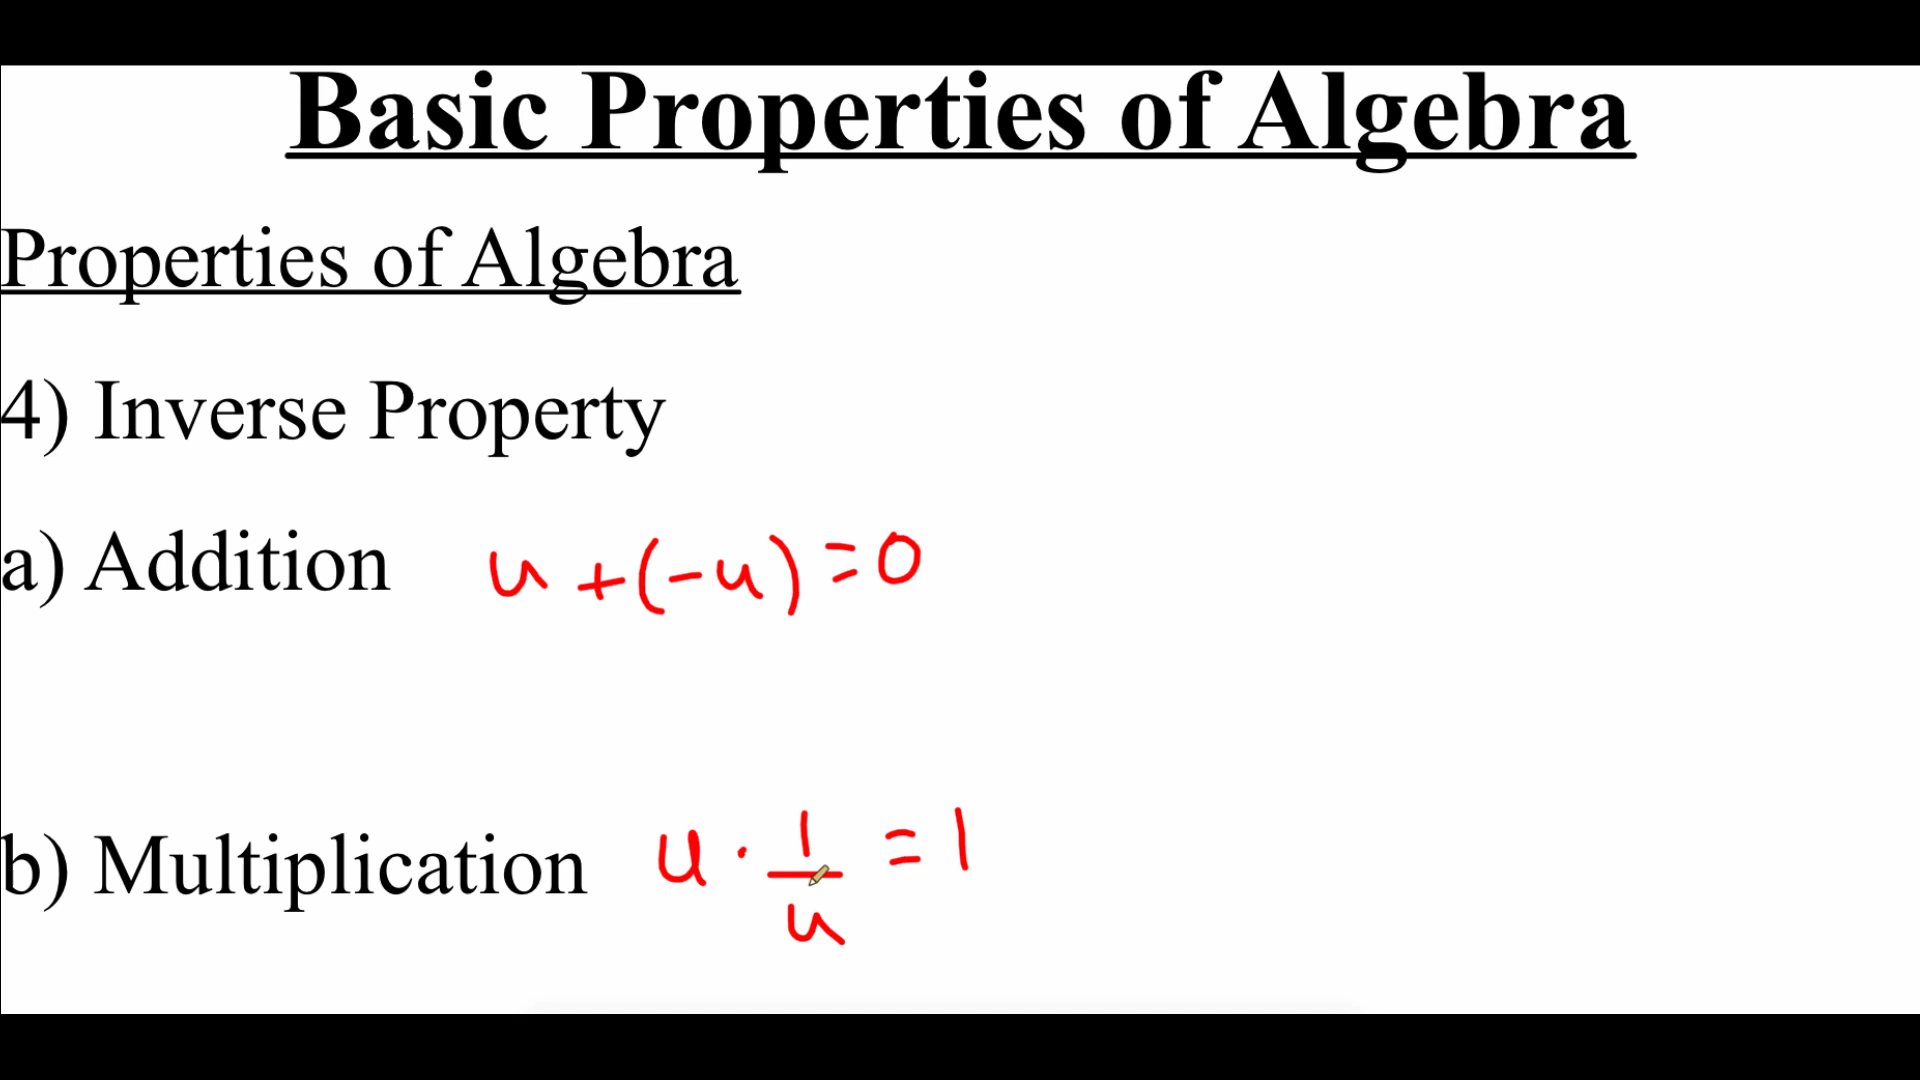 Basic Properties of Algebra
Properties of Algebra
4) Inverse Property
a) Addition u + (-u) = 0
b) Multiplication u · 1/u = 1